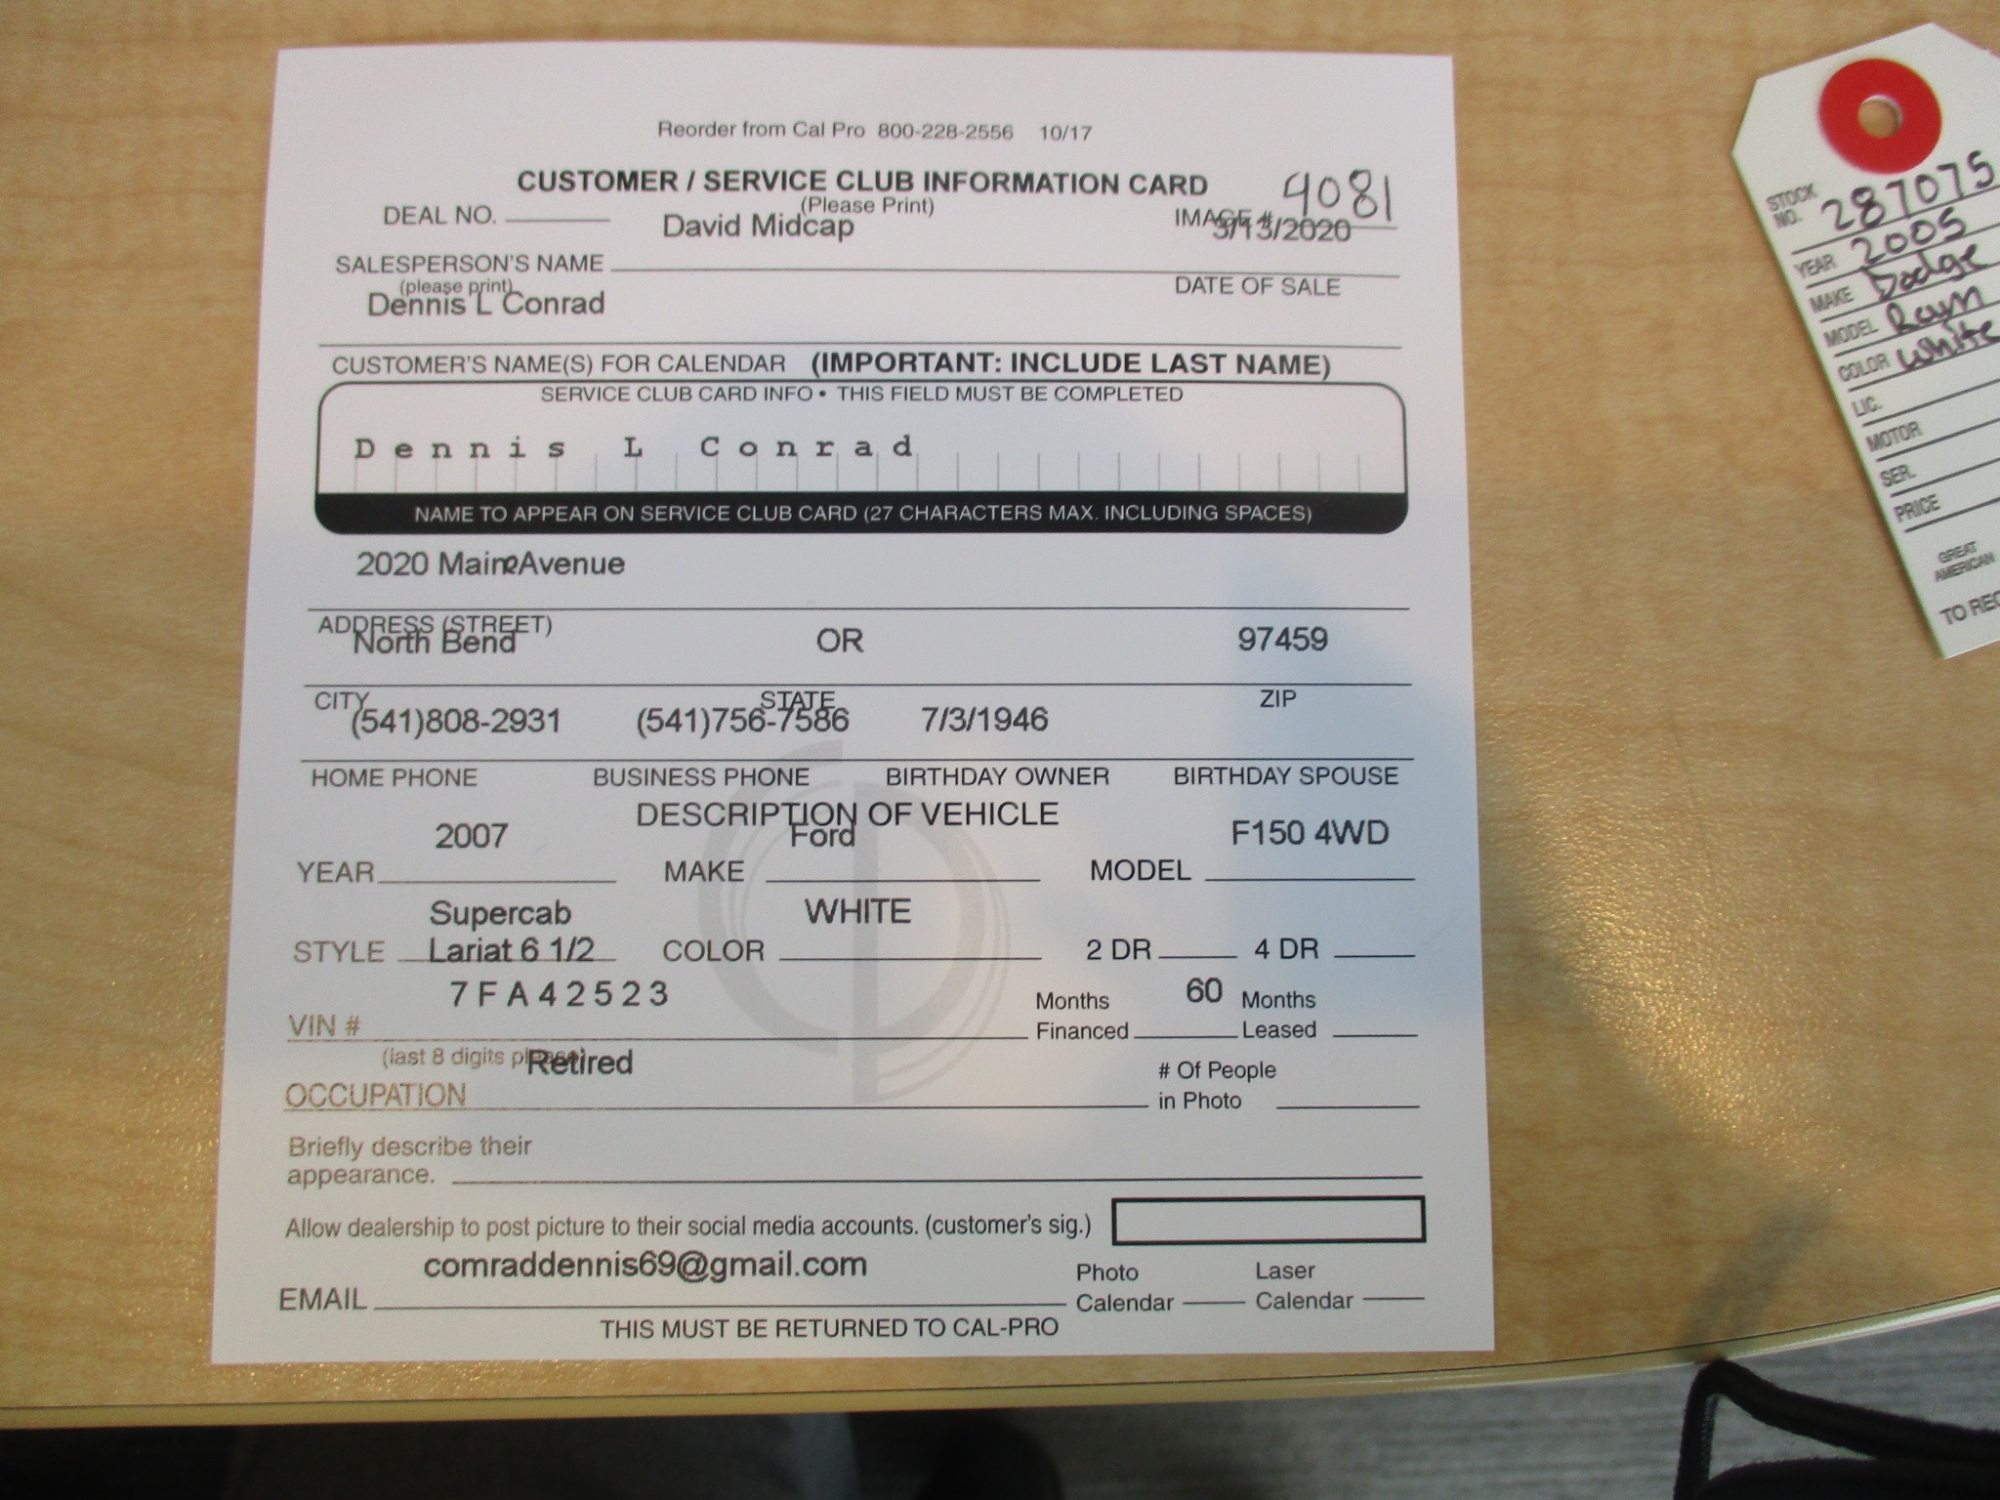 Reorder from Cal Pro 800-228-2556 10/17
CUSTOMER / SERVICE CLUB INFORMATION CARD
(Please Print)
DEAL NO.
David Midcap
IMAGE # 4081
3/13/2020
SALESPERSON'S NAME
(please print)
DATE OF SALE
Dennis L Conrad
CUSTOMER'S NAME(S) FOR CALENDAR (IMPORTANT: INCLUDE LAST NAME)
SERVICE CLUB CARD INFO • THIS FIELD MUST BE COMPLETED
Dennis L Conrad
NAME TO APPEAR ON SERVICE CLUB CARD (27 CHARACTERS MAX. INCLUDING SPACES)
2020 Maine Avenue
ADDRESS (STREET)
North Bend OR 97459
CITY STATE ZIP
(541)808-2931 (541)756-7586 7/3/1946
HOME PHONE BUSINESS PHONE BIRTHDAY OWNER BIRTHDAY SPOUSE
DESCRIPTION OF VEHICLE
2007 Ford F150 4WD
YEAR MAKE MODEL
Supercab WHITE
STYLE Lariat 6 1/2 COLOR 2 DR 4 DR
7FA42523
VIN #
Months Financed 60 Months Leased
(last 8 digits please)
Retired
OCCUPATION
# Of People
in Photo
Briefly describe their
appearance.
Allow dealership to post picture to their social media accounts. (customer's sig.)
comraddennis69@gmail.com
EMAIL
Photo Calendar
Laser Calendar
THIS MUST BE RETURNED TO CAL-PRO
STOCK NO. 287075
YEAR 2005
MAKE Dodge
MODEL Ram
COLOR White
LIC.
MOTOR
SER.
PRICE
GREAT
AMERICAN